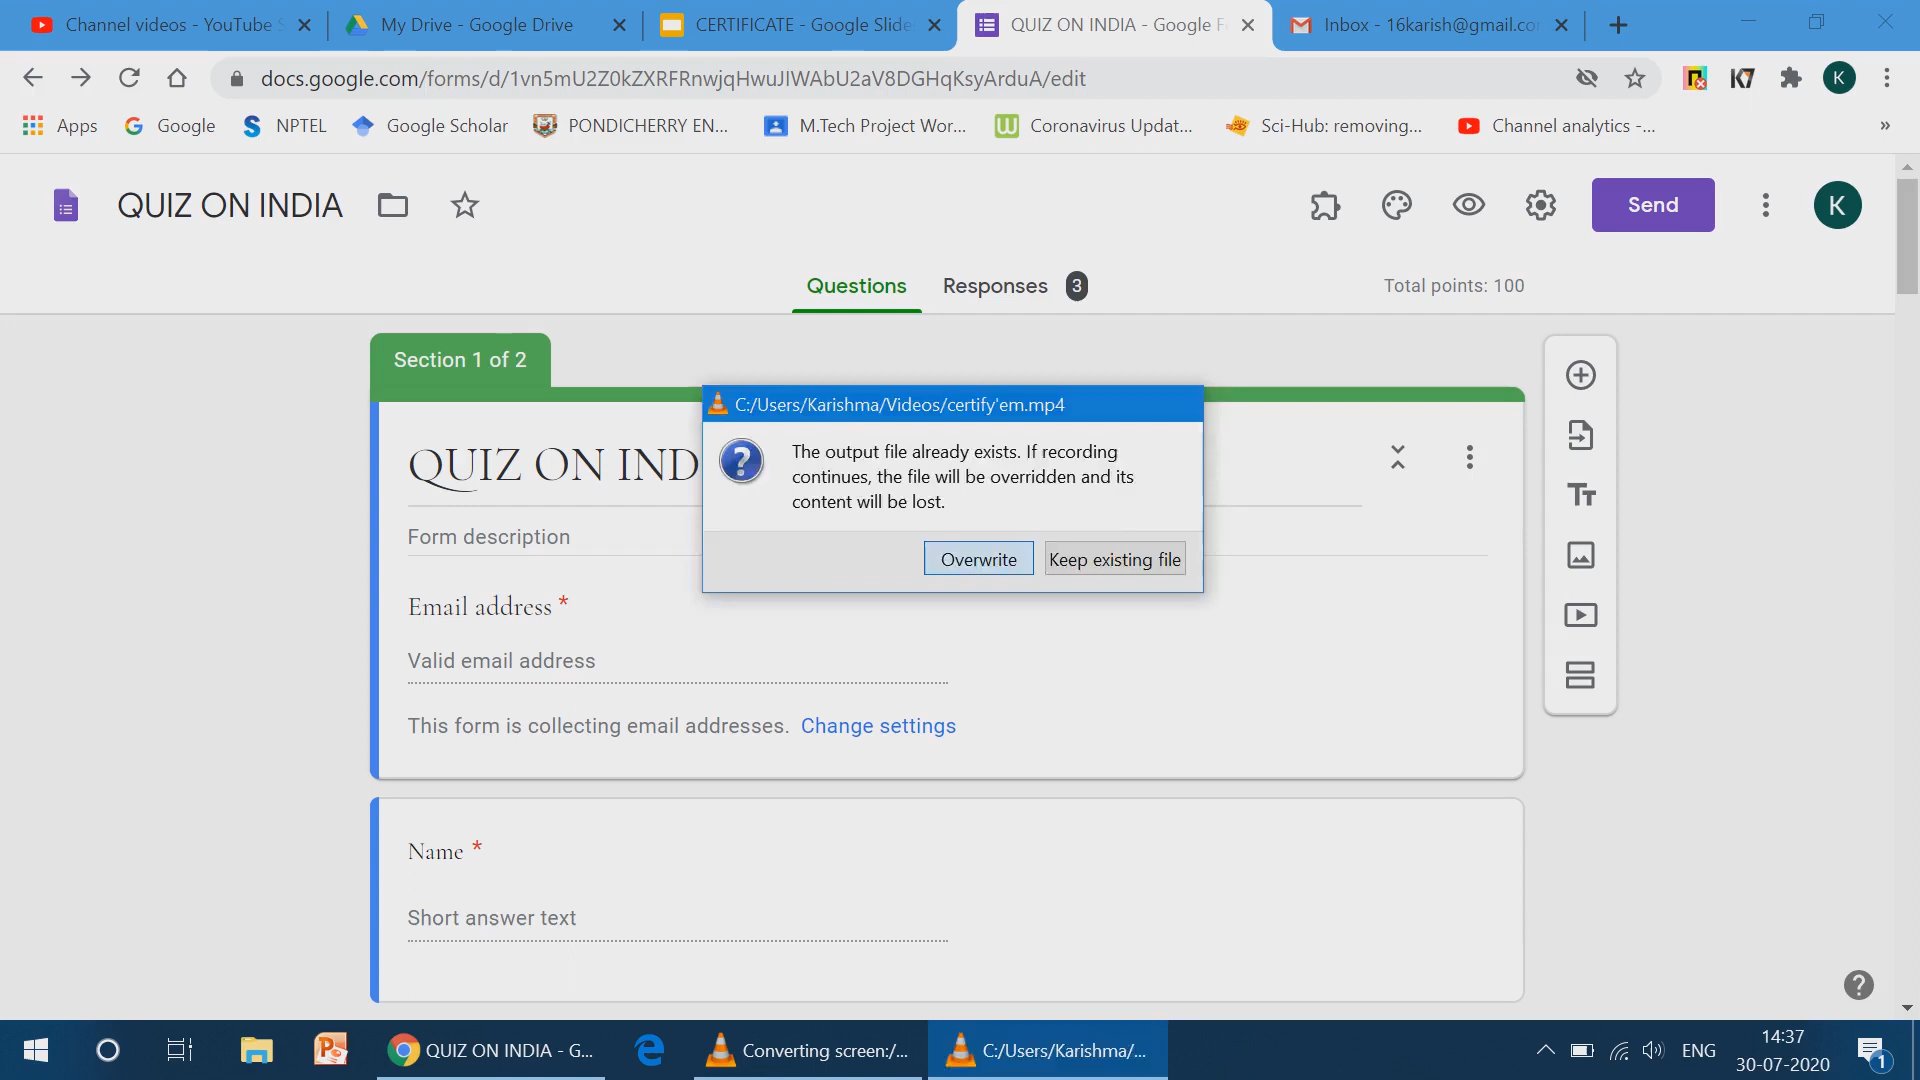 Channel videos - YouTube S
My Drive - Google Drive
CERTIFICATE - Google Slide
QUIZ ON INDIA - Google F
Inbox - 16karish@gmail.co
docs.google.com/forms/d/1vn5mU2Z0kZXRFRnwjqHwuJIWAbU2aV8DGHqKsyArduA/edit
K7
K
Apps
Google
NPTEL
Google Scholar
PONDICHERRY EN...
M.Tech Project Wor...
Coronavirus Updat...
Sci-Hub: removing...
Channel analytics -...
»
QUIZ ON INDIA
Send
K
Questions
Responses 3
Total points: 100
Section 1 of 2
C:/Users/Karishma/Videos/certify'em.mp4
The output file already exists. If recording
continues, the file will be overridden and its
content will be lost.
Overwrite
Keep existing file
QUIZ ON IND
Form description
Email address *
Valid email address
This form is collecting email addresses. Change settings
Name *
Short answer text
QUIZ ON INDIA - G...
Converting screen:/...
C:/Users/Karishma/...
ENG
14:37
30-07-2020
1